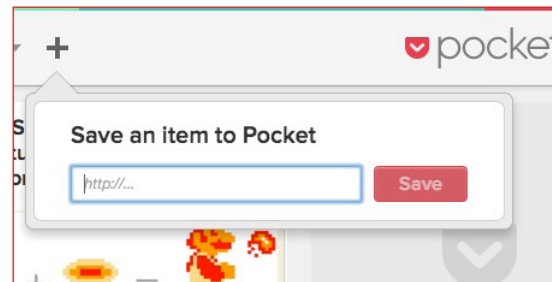 +
pocket
Save an item to Pocket
http://...
Save
+ =